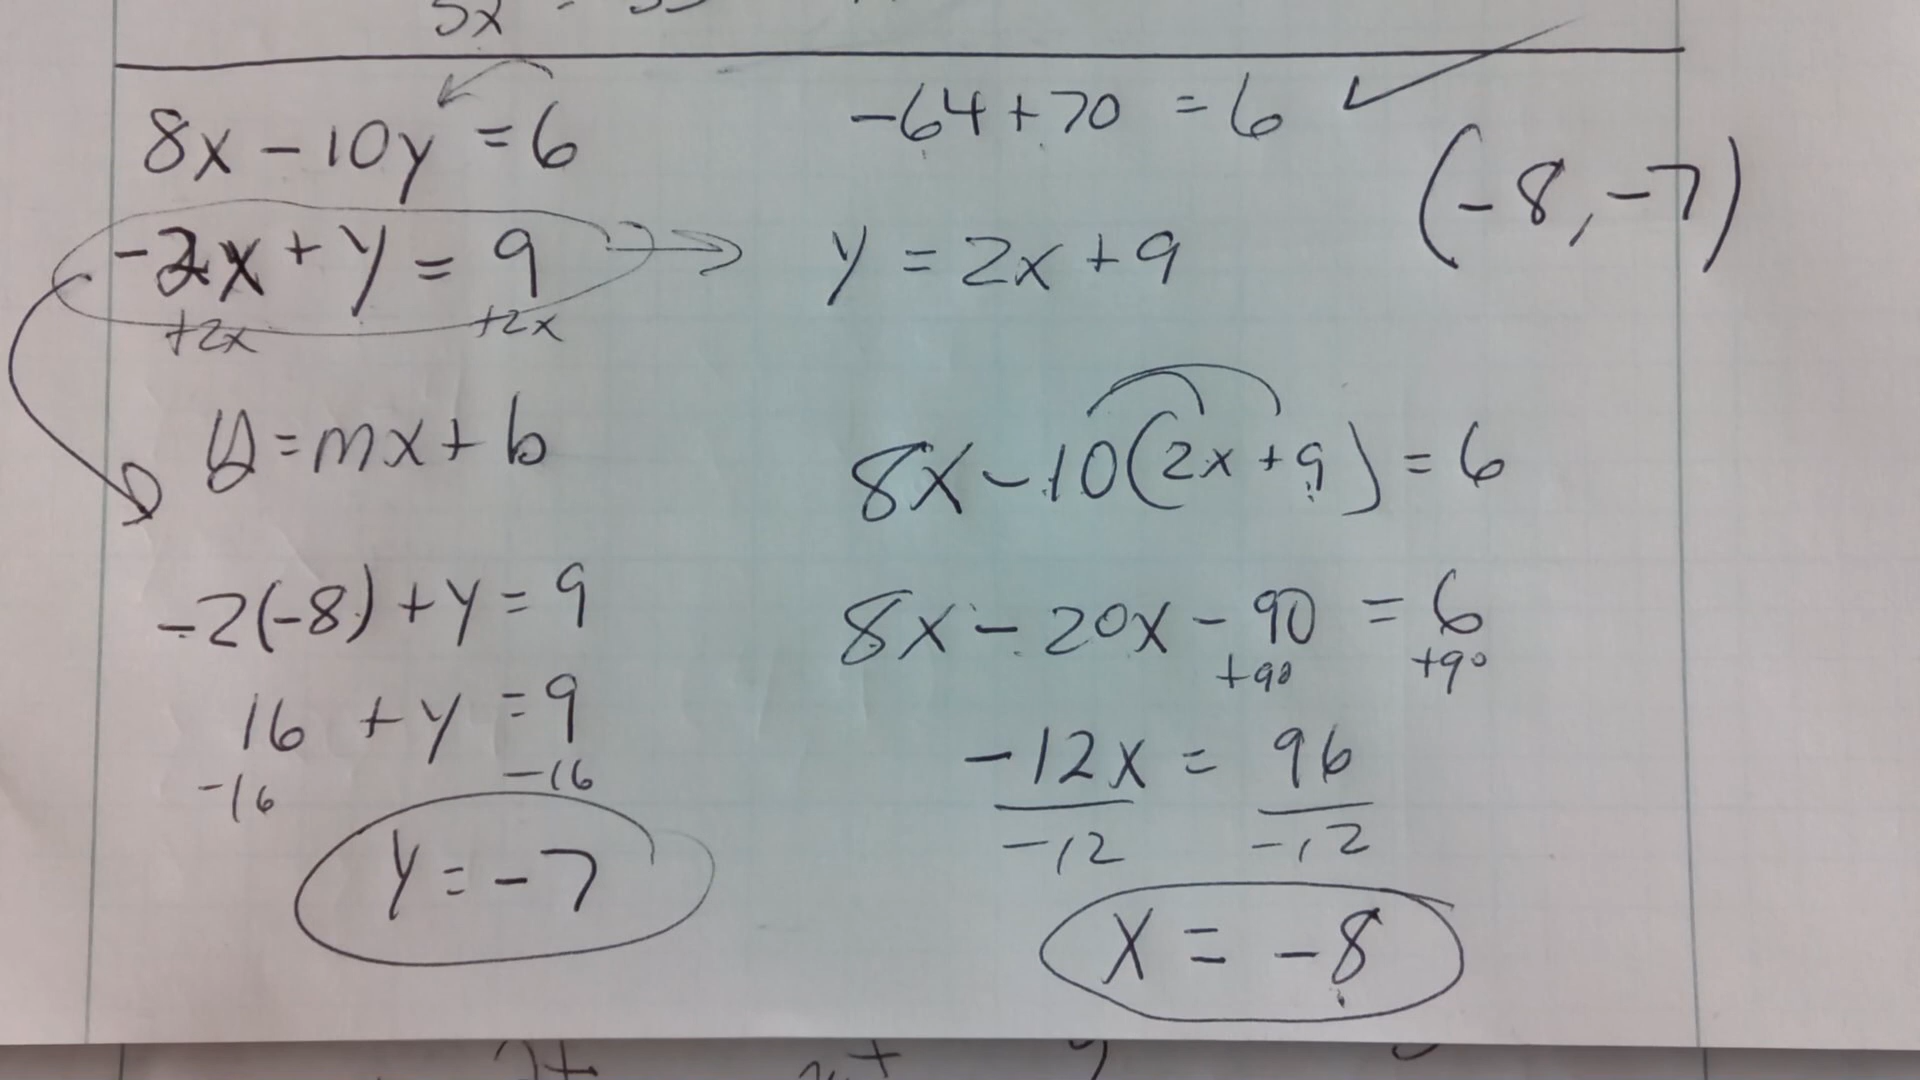 8x - 10y = 6
-2x + y = 9
+2x +2x
y = mx + b
-2(-8) + y = 9
16 + y = 9
-16 -16
y = -7
-64 + 70 = 6 ✓
(-8, -7)
y = 2x + 9
8x - 10(2x + 9) = 6
8x - 20x - 90 = 6
+90 +90
-12x = 96
-12 -12
x = -8